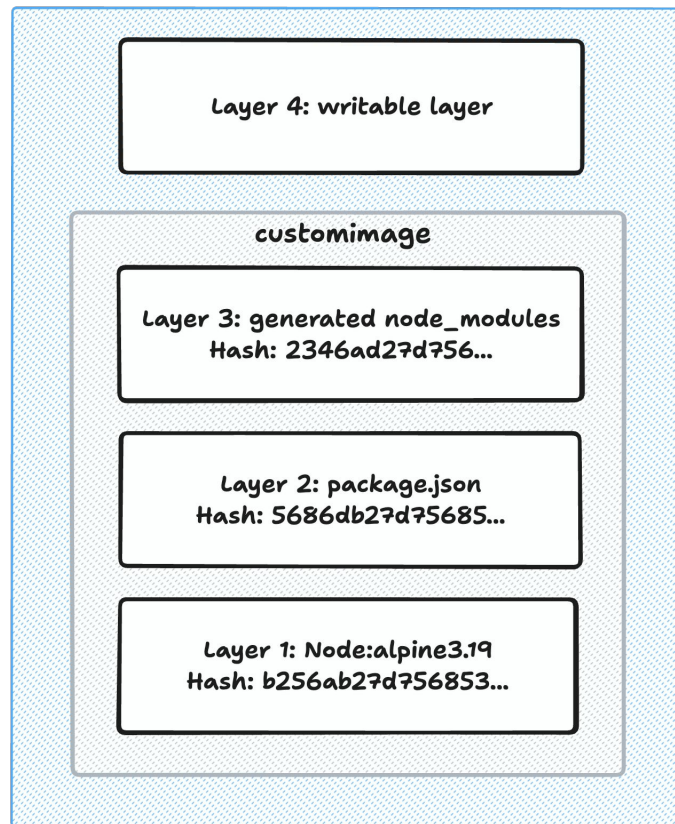 Layer 4: writable layer
customimage
Layer 3: generated node_modules
Hash: 2346ad27d756...
Layer 2: package.json
Hash: 5686db27d75685...
Layer 1: Node:alpine3.19
Hash: b256ab27d756853...